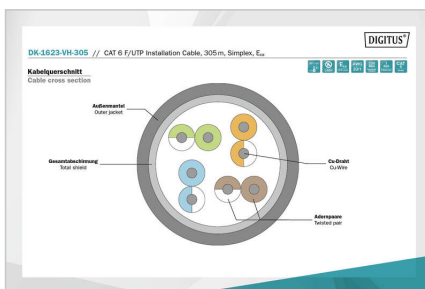 DIGITUS®
DK-1623-VH-305 // CAT 6 F/UTP Installation Cable, 305 m, Simplex, Eca
Kabelquerschnitt
Cable cross section
Außenmantel
Outer jacket
Gesamtabschirmung
Total shield
Cu-Draht
Cu-Wire
Adernpaare
Twisted pair